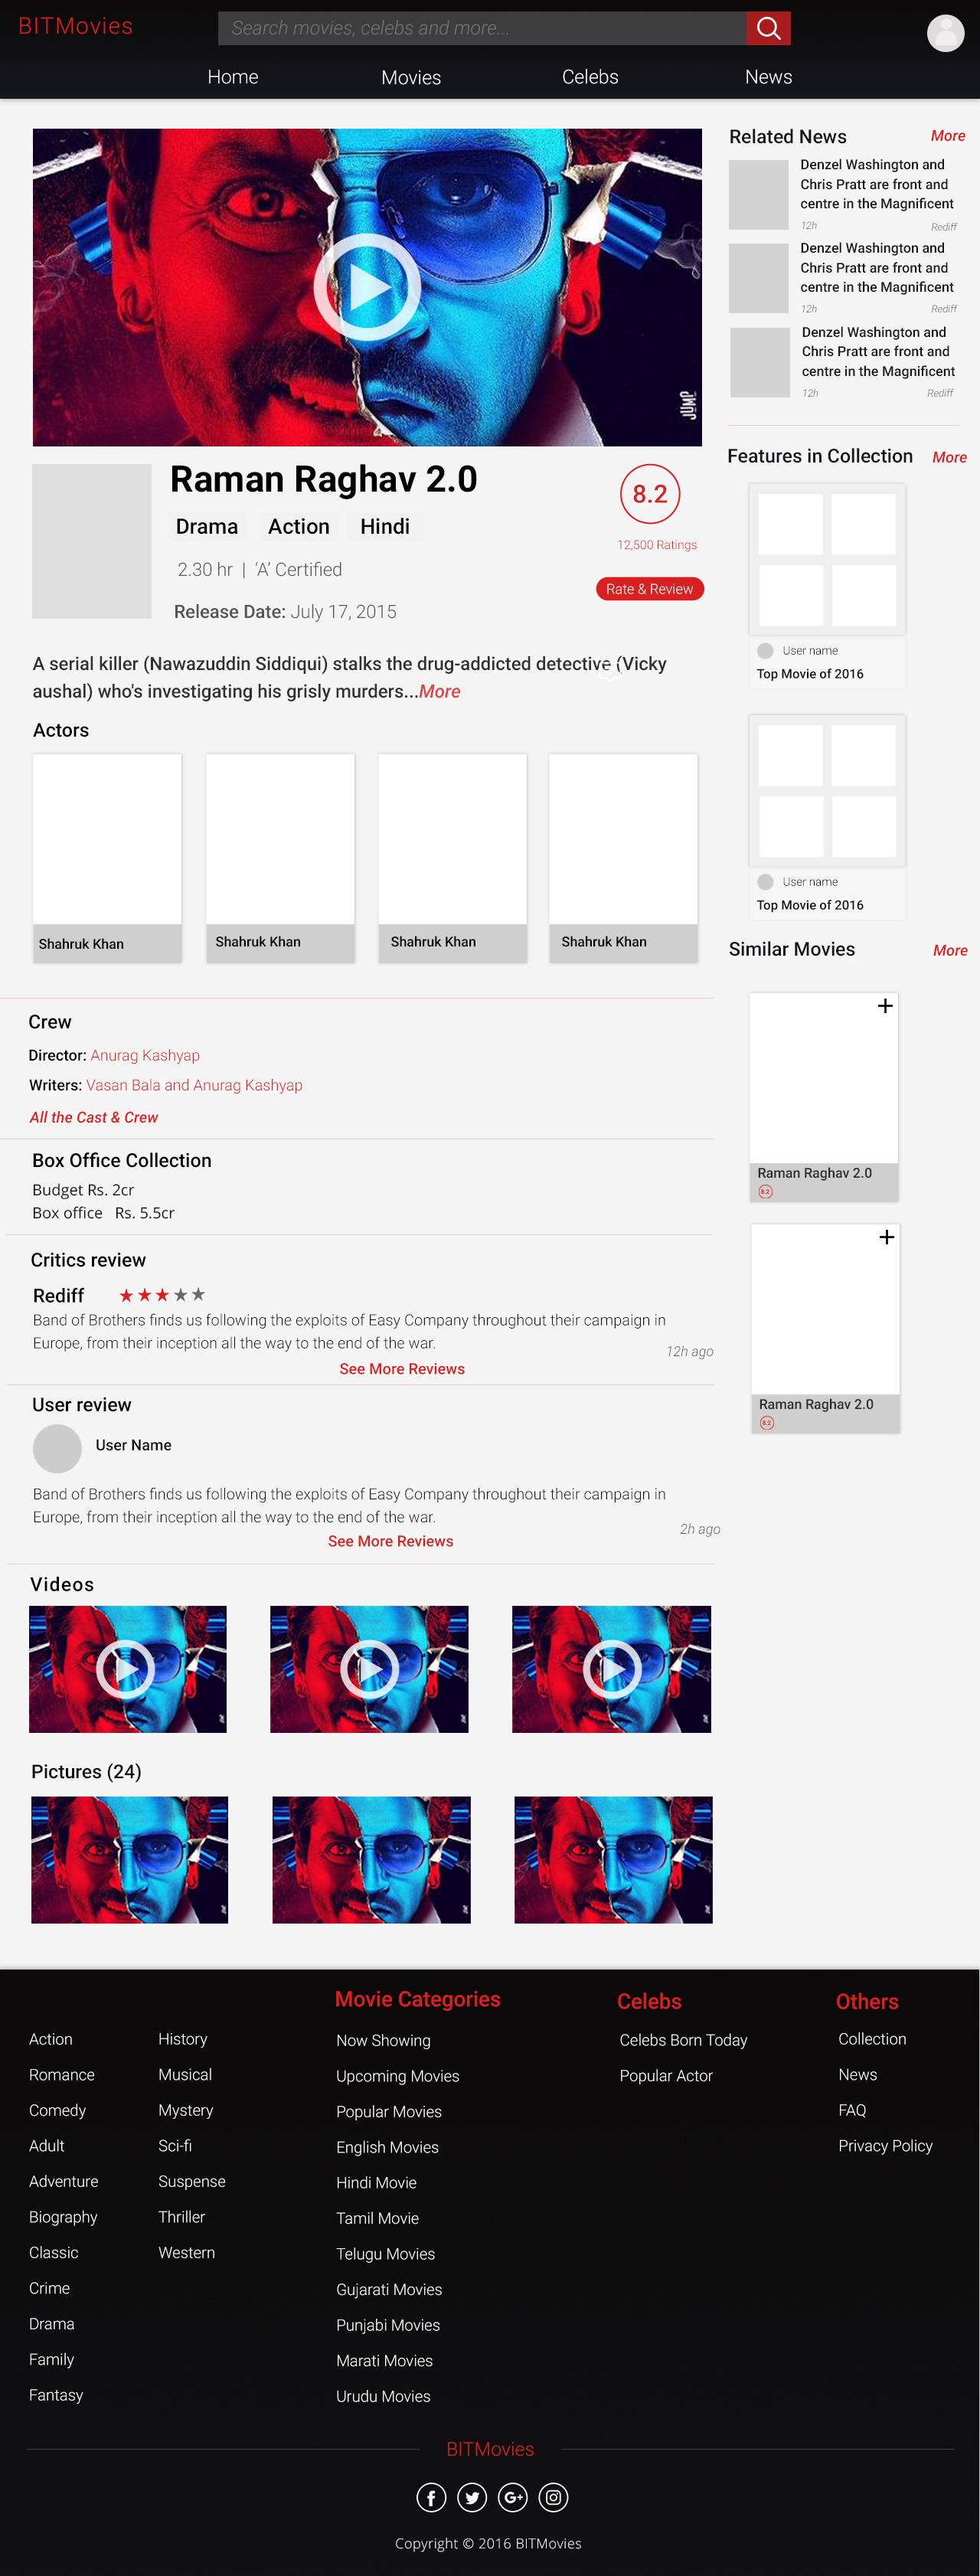 BITMovies
Search movies, celebs and more...
Home
Movies
Celebs
News
JUMP
Raman Raghav 2.0
Drama
Action
Hindi
2.30 hr | ‘A’ Certified
Release Date: July 17, 2015
8.2
12,500 Ratings
Rate & Review
A serial killer (Nawazuddin Siddiqui) stalks the drug-addicted detective (Vicky
aushal) who's investigating his grisly murders...More
Actors
Shahruk Khan
Shahruk Khan
Shahruk Khan
Shahruk Khan
Crew
Director: Anurag Kashyap
Writers: Vasan Bala and Anurag Kashyap
All the Cast & Crew
Box Office Collection
Budget Rs. 2cr
Box office Rs. 5.5cr
Critics review
Rediff
Band of Brothers finds us following the exploits of Easy Company throughout their campaign in
Europe, from their inception all the way to the end of the war.
12h ago
See More Reviews
User review
User Name
Band of Brothers finds us following the exploits of Easy Company throughout their campaign in
Europe, from their inception all the way to the end of the war.
2h ago
See More Reviews
Videos
Pictures (24)
Related News
More
Denzel Washington and
Chris Pratt are front and
centre in the Magnificent
12h
Rediff
Denzel Washington and
Chris Pratt are front and
centre in the Magnificent
12h
Rediff
Denzel Washington and
Chris Pratt are front and
centre in the Magnificent
12h
Rediff
Features in Collection
More
User name
Top Movie of 2016
User name
Top Movie of 2016
Similar Movies
More
Raman Raghav 2.0
8.2
Raman Raghav 2.0
8.2
Action
Romance
Comedy
Adult
Adventure
Biography
Classic
Crime
Drama
Family
Fantasy
History
Musical
Mystery
Sci-fi
Suspense
Thriller
Western
Movie Categories
Now Showing
Upcoming Movies
Popular Movies
English Movies
Hindi Movie
Tamil Movie
Telugu Movies
Gujarati Movies
Punjabi Movies
Marati Movies
Urudu Movies
Celebs
Celebs Born Today
Popular Actor
Others
Collection
News
FAQ
Privacy Policy
BITMovies
Copyright © 2016 BITMovies